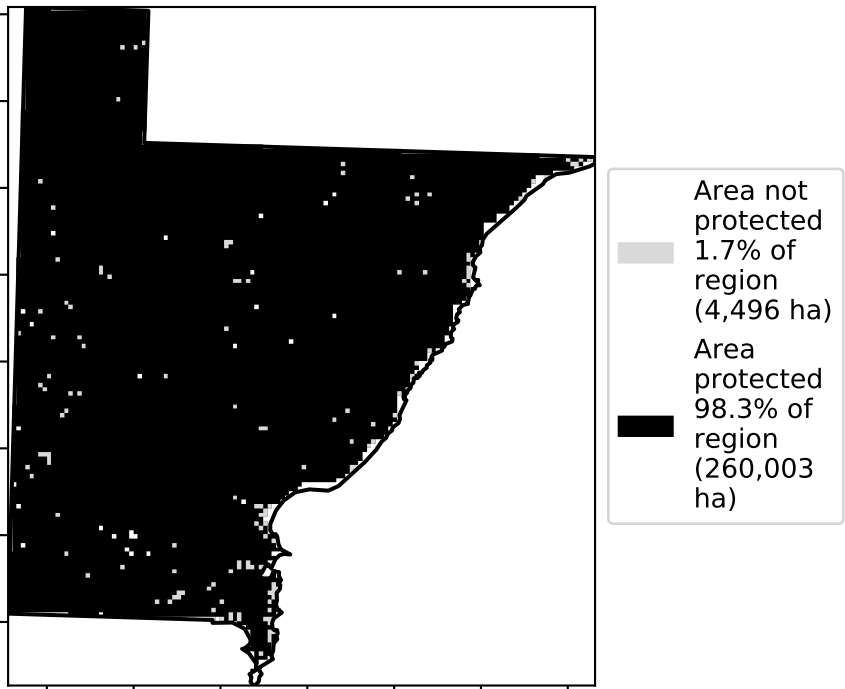 Area not
protected
1.7% of
region
(4,496 ha)
Area
protected
98.3% of
region
(260,003
ha)